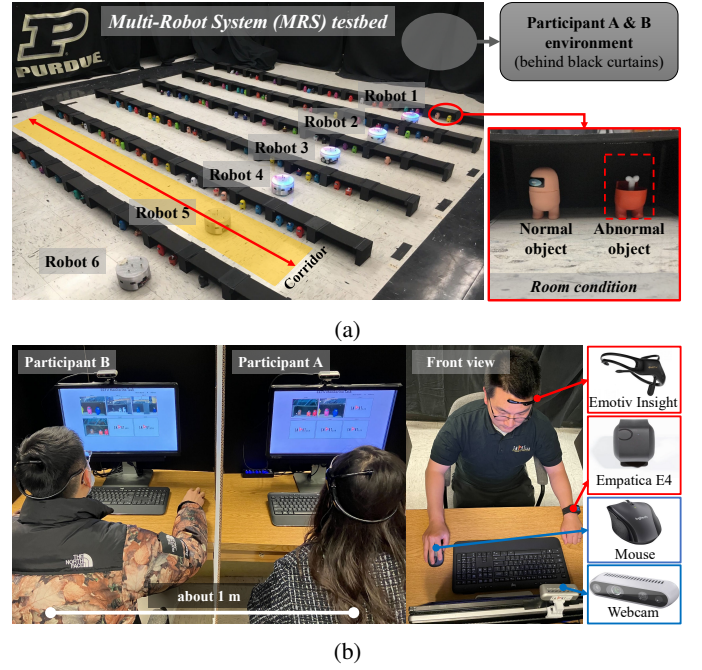 Multi-Robot System (MRS) testbed
Participant A & B
environment
(behind black curtains)
P
PURDUE
Robot 1
Robot 2
Robot 3
Robot 4
Robot 5
Robot 6
Corridor
Normal
object
Abnormal
object
Room condition
(a)
Participant B
Participant A
Front view
Emotiv Insight
Empatica E4
Mouse
Webcam
THE
NORTH
FACE
about 1 m
(b)